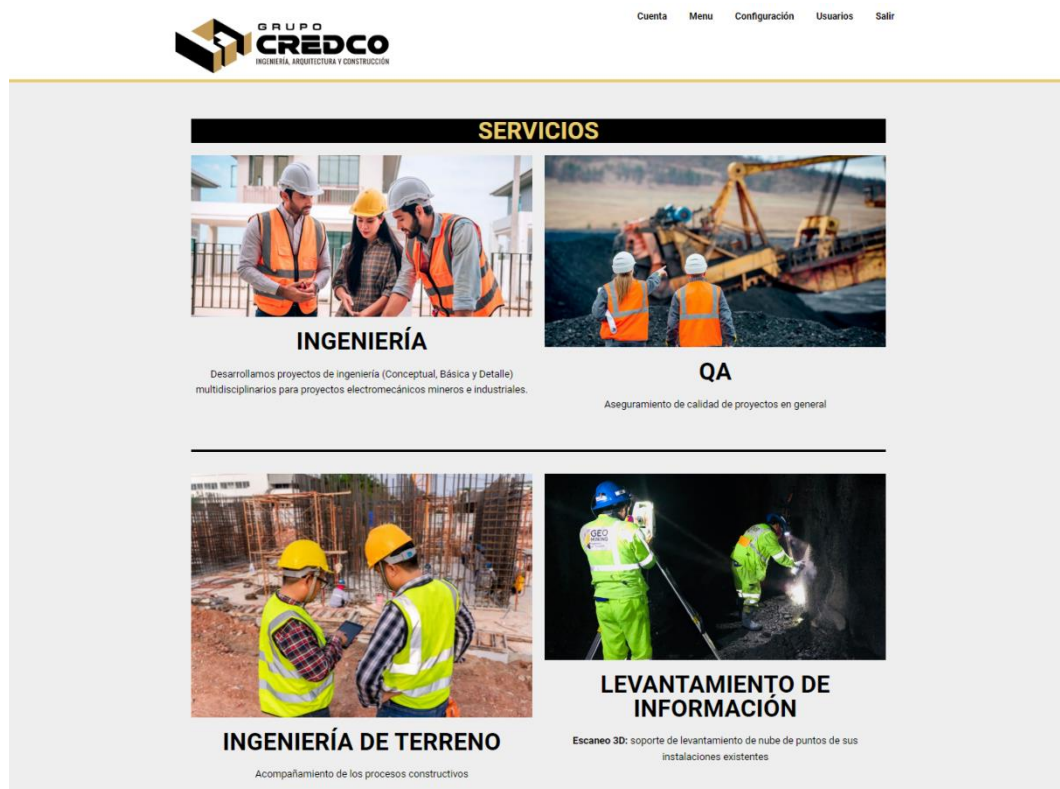 GRUPO
CREDCO
INGENIERÍA, ARQUITECTURA Y CONSTRUCCIÓN
Cuenta Menu Configuración Usuarios Salir
SERVICIOS
INGENIERÍA
Desarrollamos proyectos de ingeniería (Conceptual, Básica y Detalle)
multidisciplinarios para proyectos electromecánicos mineros e industriales.
QA
Aseguramiento de calidad de proyectos en general
GEO
INGENIERÍA DE TERRENO
Acompañamiento de los procesos constructivos
LEVANTAMIENTO DE
INFORMACIÓN
Escaneo 3D: soporte de levantamiento de nube de puntos de sus
instalaciones existentes